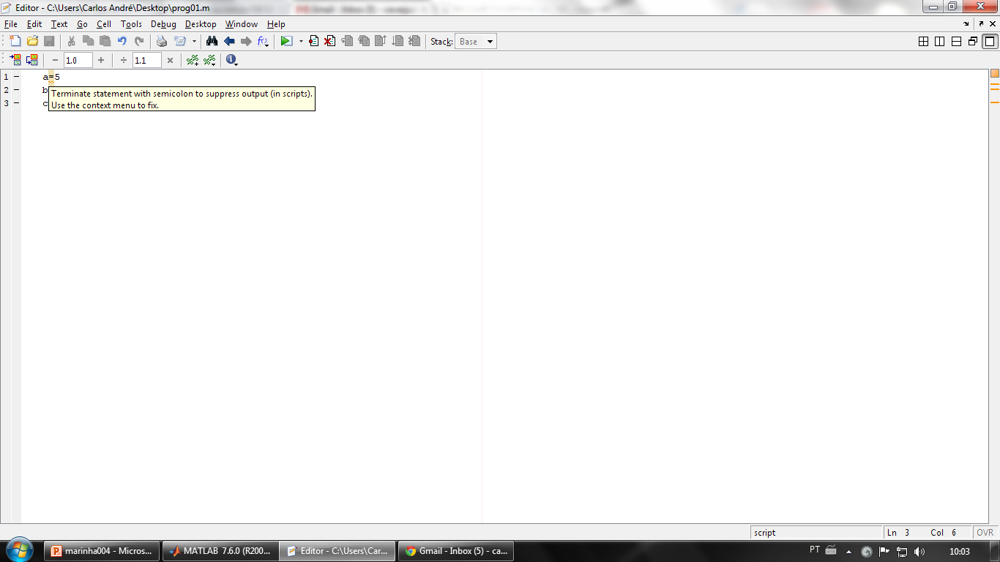 Editor - C:\Users\Carlos André\Desktop\prog01.m
File Edit Text Go Cell Tools Debug Desktop Window Help
Stack: Base
1.0 1.1
1 a=5
2 b
3 c
Terminate statement with semicolon to suppress output (in scripts).
Use the context menu to fix.
script Ln 3 Col 6 OVR
marinha004 - Micros... MATLAB 7.6.0 (R200... Editor - C:\Users\Car... Gmail - Inbox (5) - ca... PT 10:03